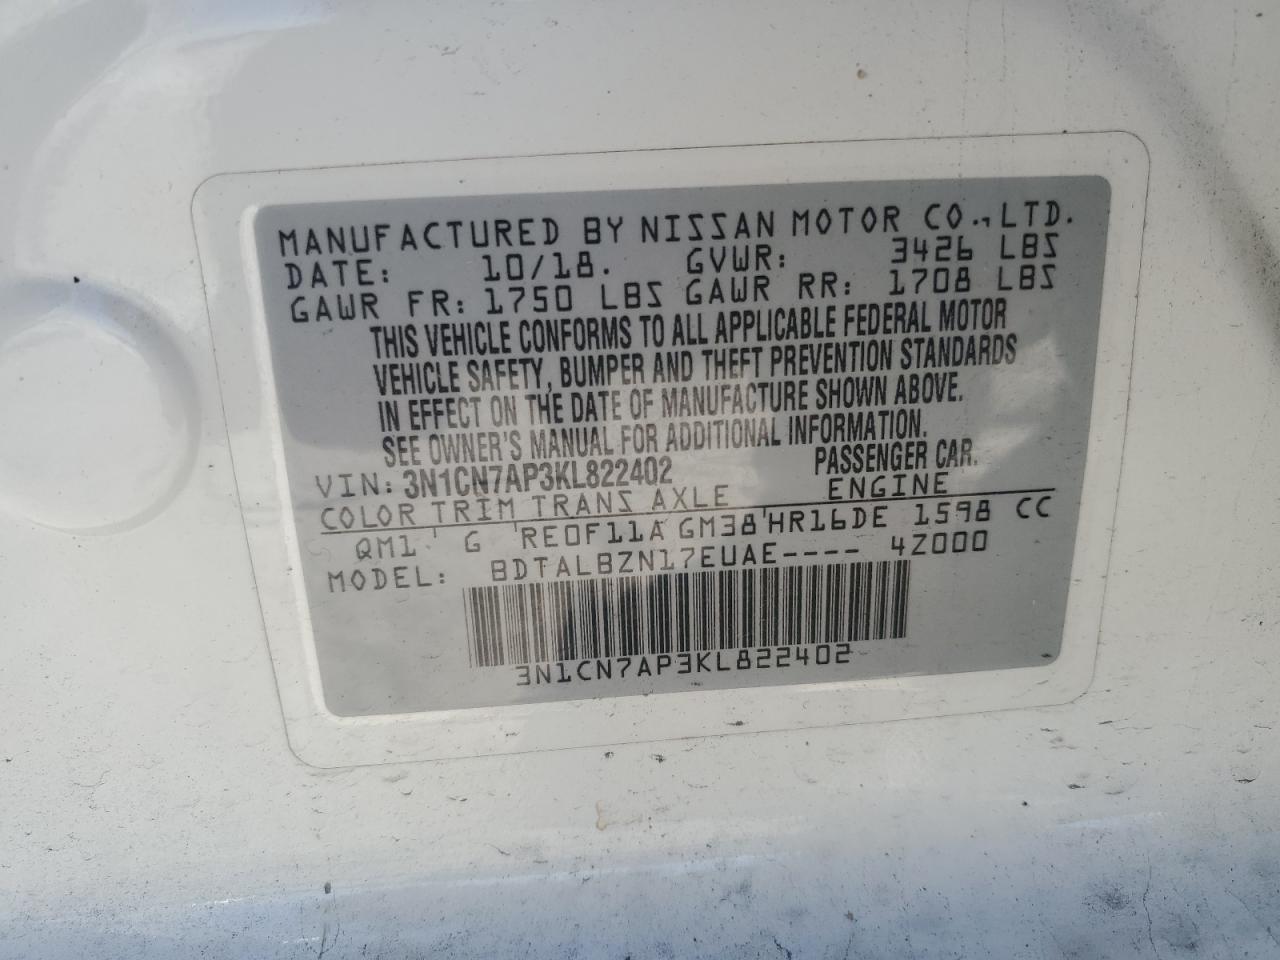 MANUFACTURED BY NISSAN MOTOR CO., LTD.
DATE: 10/18. GVWR: 3426 LBS
GAWR FR: 1750 LBS GAWR RR: 1708 LBS
THIS VEHICLE CONFORMS TO ALL APPLICABLE FEDERAL MOTOR
VEHICLE SAFETY, BUMPER AND THEFT PREVENTION STANDARDS
IN EFFECT ON THE DATE OF MANUFACTURE SHOWN ABOVE.
SEE OWNER'S MANUAL FOR ADDITIONAL INFORMATION.
VIN: 3N1CN7AP3KL822402 PASSENGER CAR.
COLOR TRIM TRANS AXLE ENGINE
QM1 G RE0F11A GM38 HR16DE 1598 CC
MODEL: BDTALBZN17EUAE---- 4Z000
3N1CN7AP3KL822402